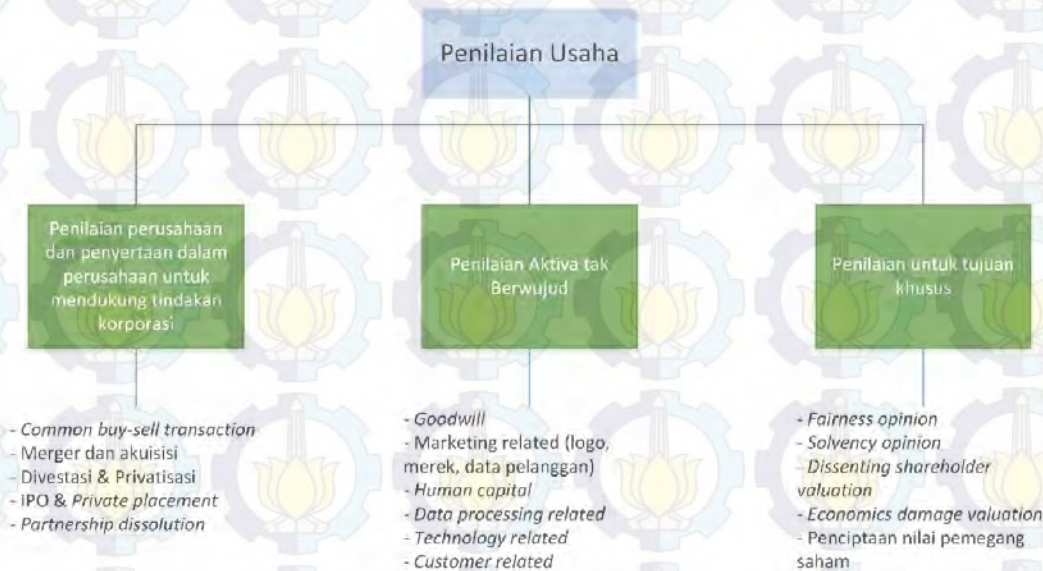 Penilaian Usaha
Penilaian perusahaan
dan penyertaan dalam
perusahaan untuk
mendukung tindakan
korporasi
Penilaian Aktiva tak
Berwujud
Penilaian untuk tujuan
khusus
- Common buy-sell transaction
- Merger dan akuisisi
- Divestasi & Privatisasi
- IPO & Private placement
- Partnership dissolution
- Goodwill
- Marketing related (logo,
merek, data pelanggan)
- Human capital
- Data processing related
- Technology related
- Customer related
- Fairness opinion
- Solvency opinion
- Dissenting shareholder
valuation
- Economics damage valuation
- Penciptaan nilai pemegang
saham